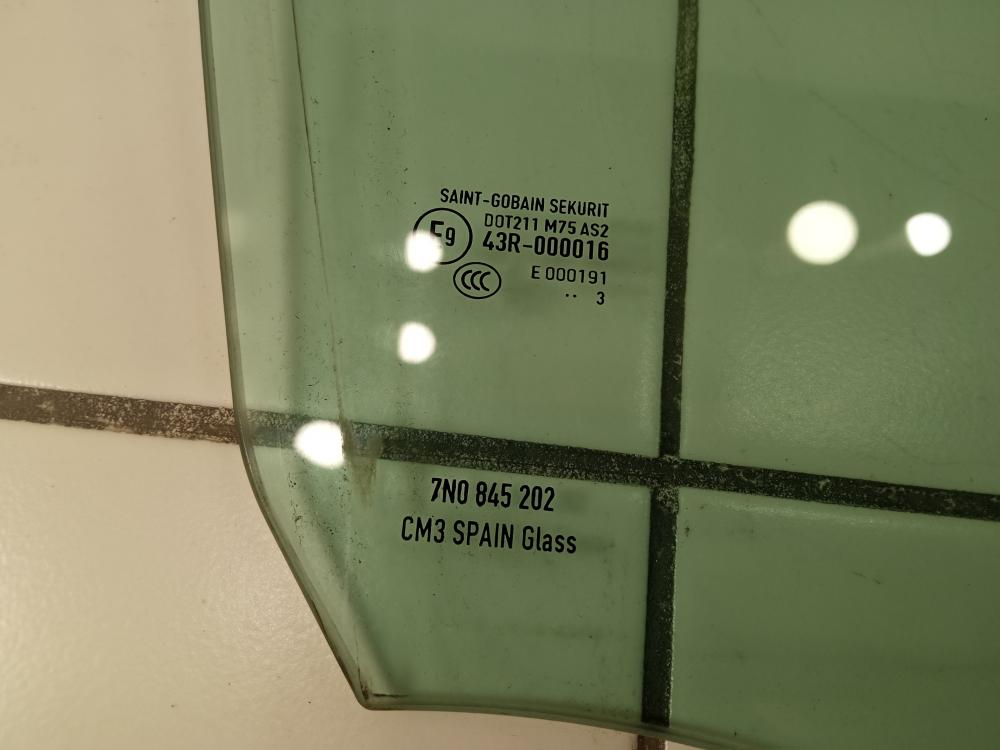 SAINT-GOBAIN SEKURIT
DOT211 M75 AS2
E9 43R-000016
CCC
E 000191
·· 3
7N0 845 202
CM3 SPAIN Glass